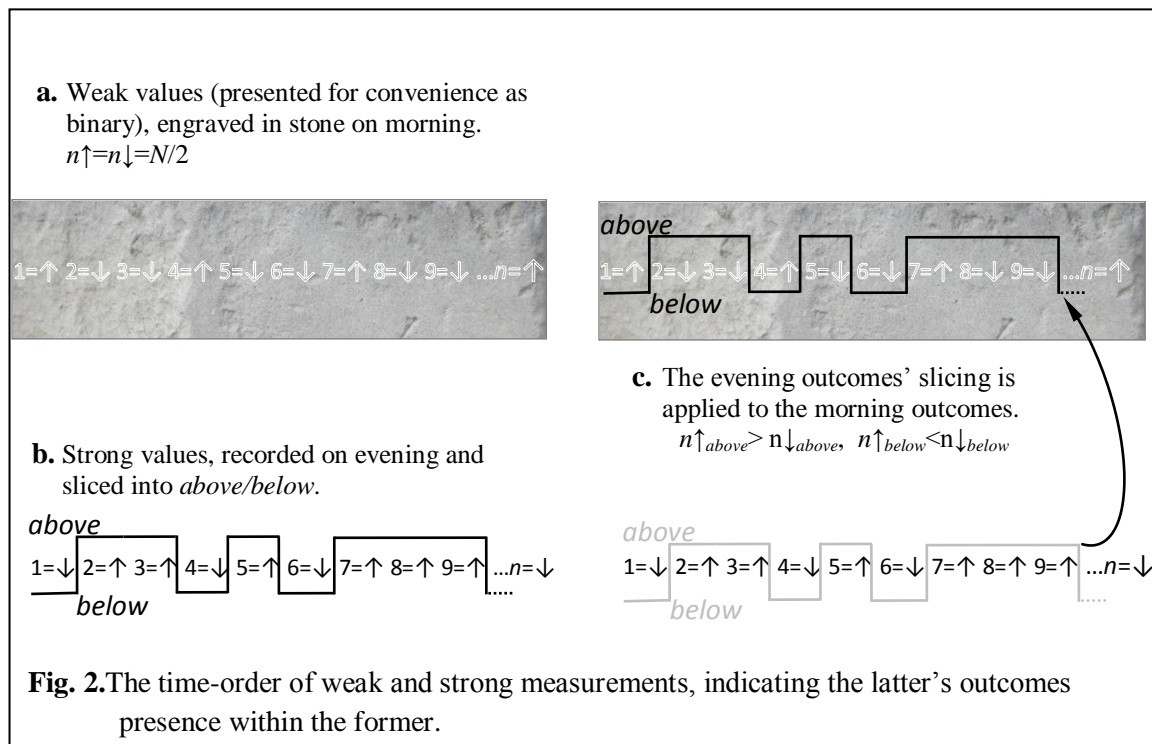 a. Weak values (presented for convenience as
binary), engraved in stone on morning.
n↑=n↓=N/2
1=↑ 2=↓ 3=↓ 4=↑ 5=↓ 6=↓ 7=↑ 8=↓ 9=↓ ...n=↑
above
1=↑ 2=↓ 3=↓ 4=↑ 5=↓ 6=↓ 7=↑ 8=↓ 9=↓ ...n=↑
below
c. The evening outcomes’ slicing is
applied to the morning outcomes.
n↑above> n↓above, n↑below<n↓below
b. Strong values, recorded on evening and
sliced into above/below.
above
1=↓ 2=↑ 3=↑ 4=↓ 5=↑ 6=↓ 7=↑ 8=↑ 9=↑ ...n=↓
below
above
1=↓ 2=↑ 3=↑ 4=↓ 5=↑ 6=↓ 7=↑ 8=↑ 9=↑ ...n=↓
below
Fig. 2.The time-order of weak and strong measurements, indicating the latter’s outcomes
presence within the former.